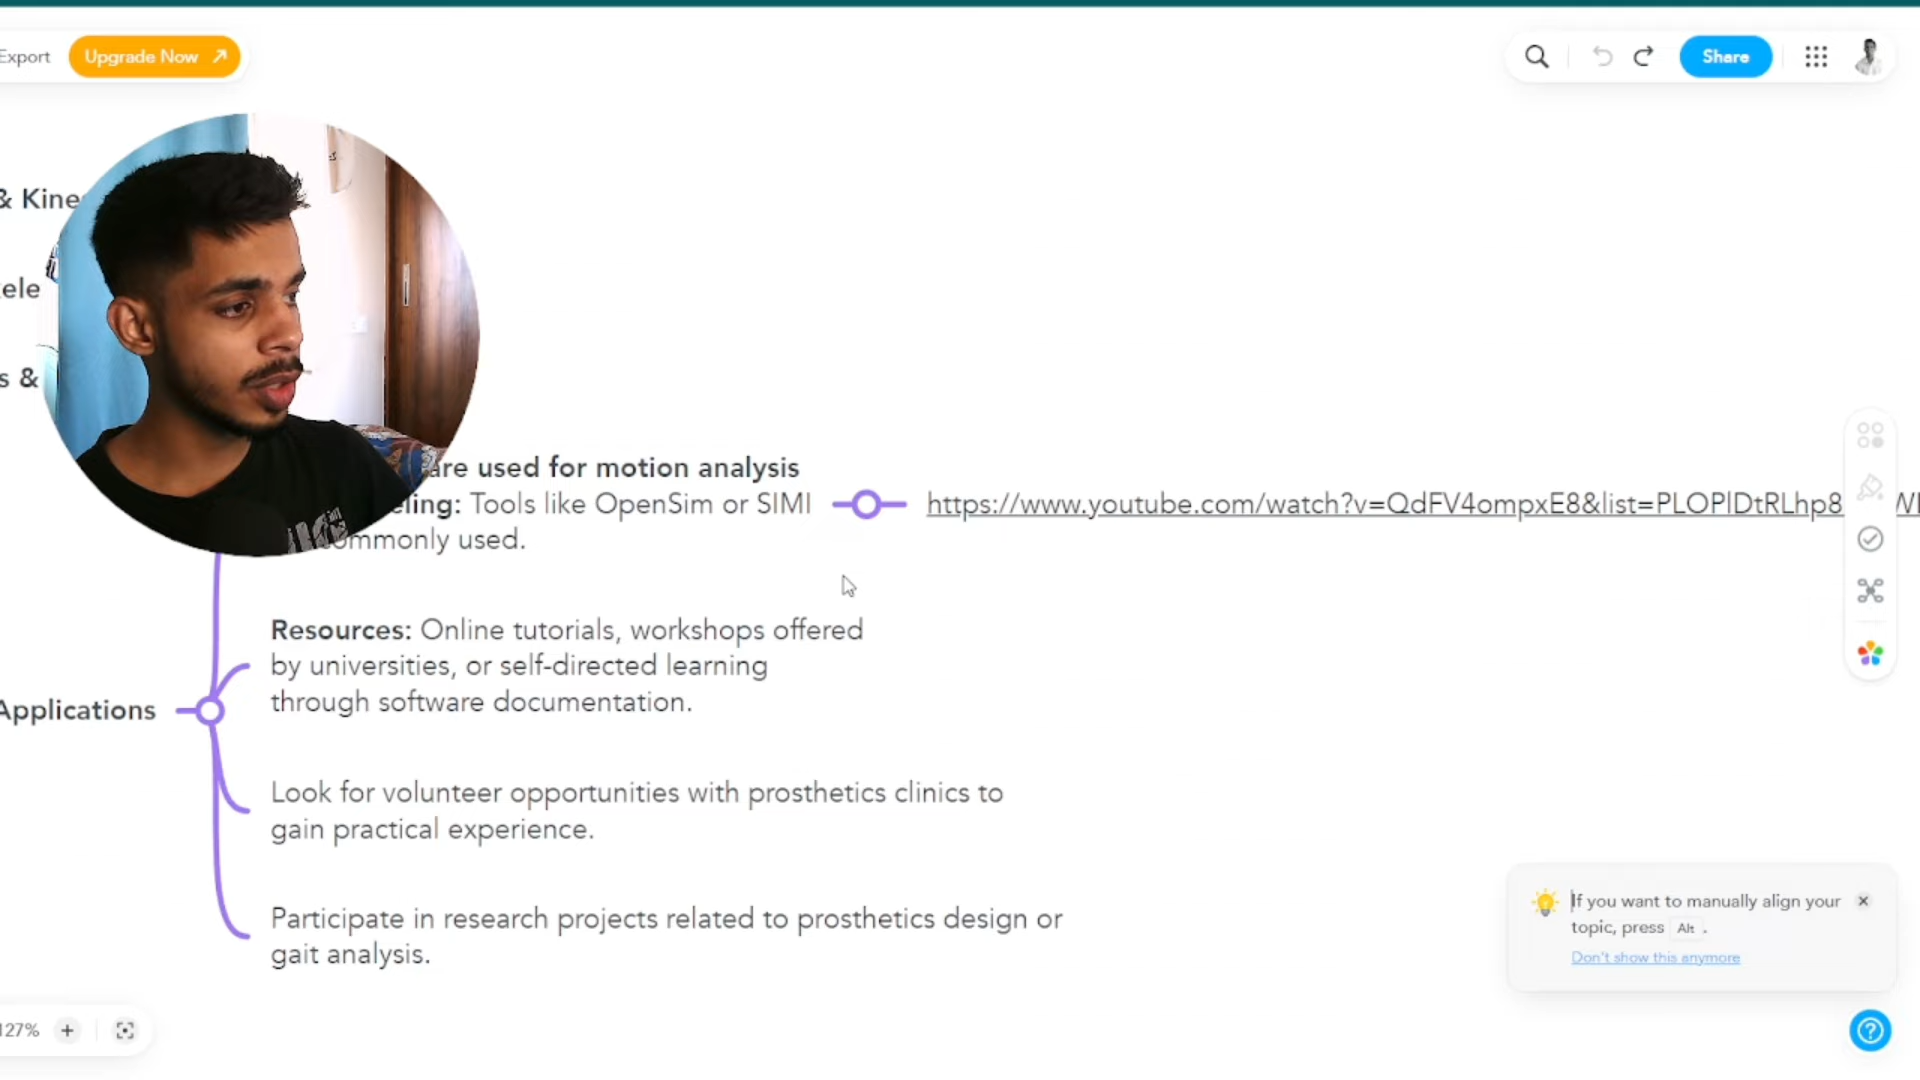 Export
Upgrade Now
Share
& Kine
ele
s &
are used for motion analysis
eling: Tools like OpenSim or SIMI
commonly used.
https://www.youtube.com/watch?v=QdFV4ompxE8&list=PLOPlDtRLhp8
Resources: Online tutorials, workshops offered
by universities, or self-directed learning
through software documentation.
Applications
Look for volunteer opportunities with prosthetics clinics to
gain practical experience.
Participate in research projects related to prosthetics design or
gait analysis.
If you want to manually align your
topic, press Alt .
Don't show this anymore
127%